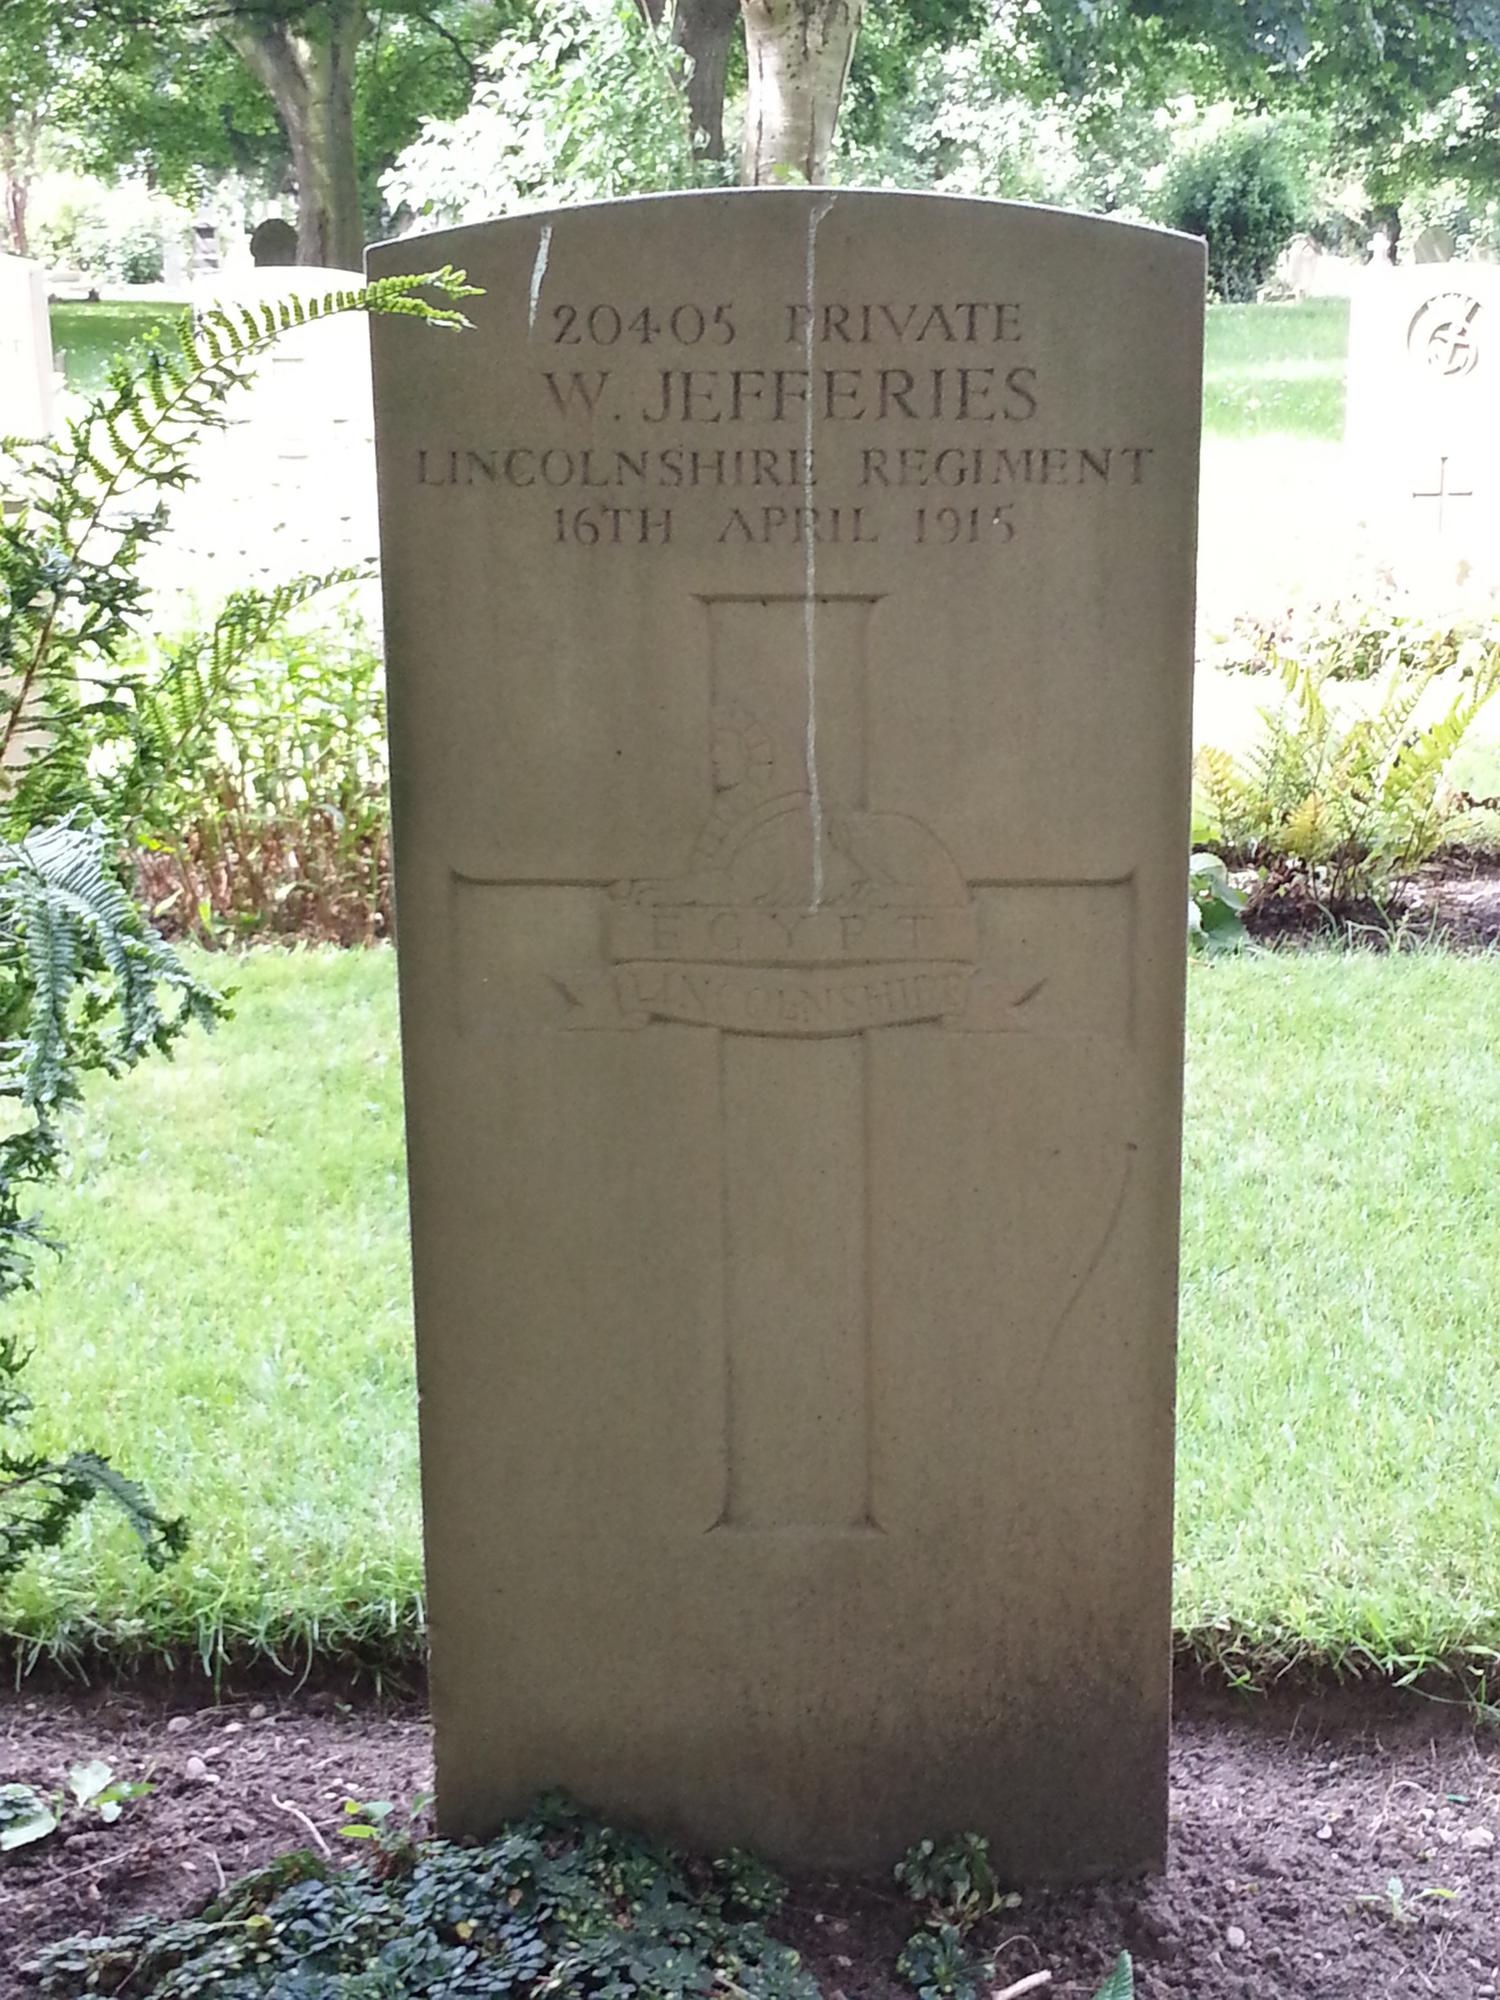 20405 PRIVATE
W. JEFFERIES
LINCOLNSHIRE REGIMENT
16TH APRIL 1915
EGYPT
LINCOLNSHIRE